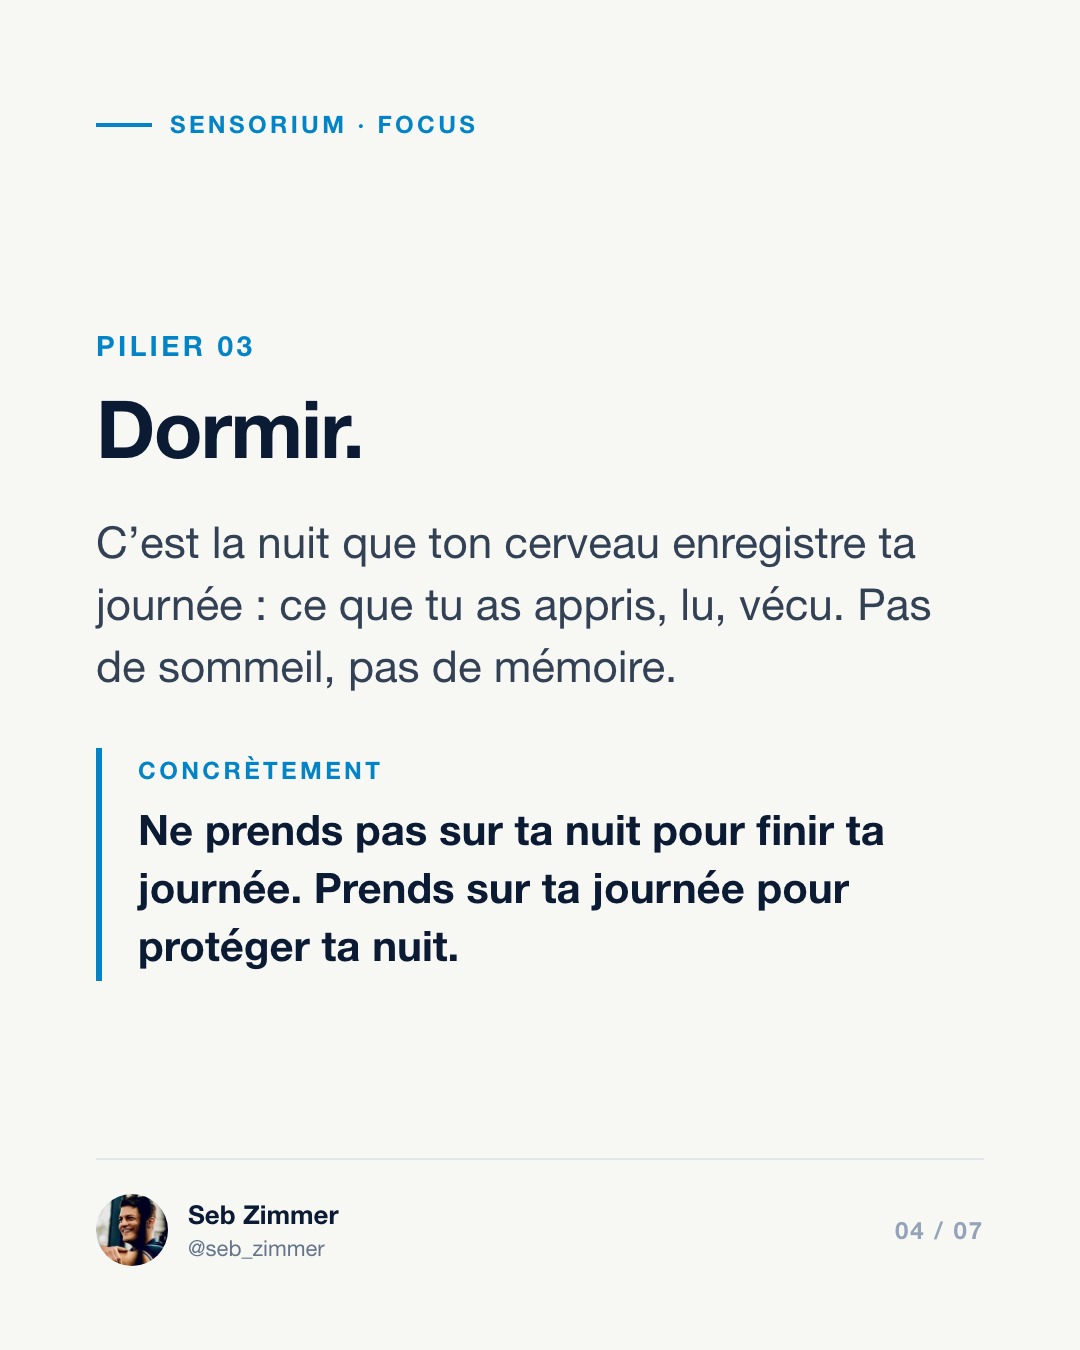 SENSORIUM · FOCUS
PILIER 03
Dormir.
C’est la nuit que ton cerveau enregistre ta
journée : ce que tu as appris, lu, vécu. Pas
de sommeil, pas de mémoire.
CONCRÈTEMENT
Ne prends pas sur ta nuit pour finir ta
journée. Prends sur ta journée pour
protéger ta nuit.
Seb Zimmer
@seb_zimmer
04 / 07